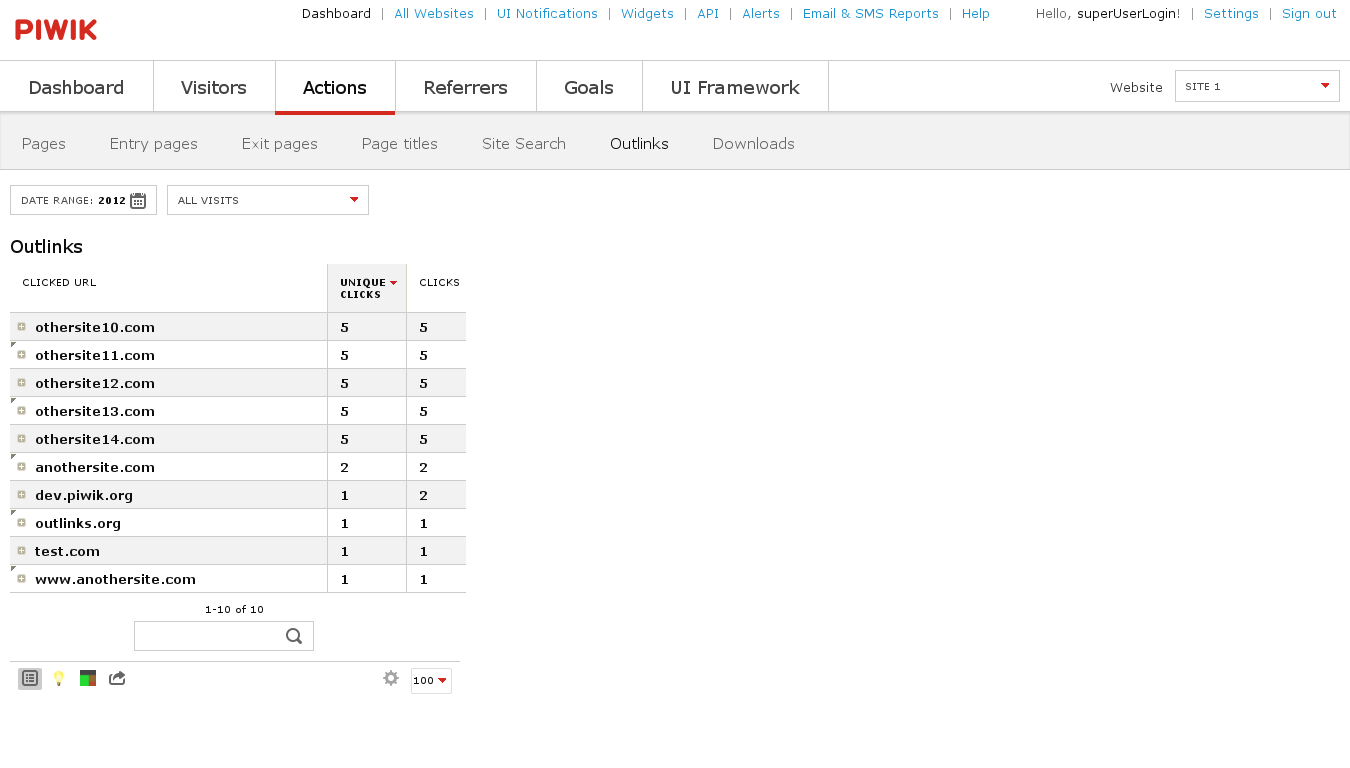 Dashboard | All Websites | UI Notifications | Widgets | API | Alerts | Email & SMS Reports | Help Hello, superUserLogin! | Settings | Sign out
PIWIK
Dashboard Visitors Actions Referrers Goals UI Framework Website SITE 1
Pages Entry pages Exit pages Page titles Site Search Outlinks Downloads
DATE RANGE: 2012 ALL VISITS
Outlinks
CLICKED URL UNIQUE CLICKS CLICKS
othersite10.com 5 5
othersite11.com 5 5
othersite12.com 5 5
othersite13.com 5 5
othersite14.com 5 5
anothersite.com 2 2
dev.piwik.org 1 2
outlinks.org 1 1
test.com 1 1
www.anothersite.com 1 1
1-10 of 10
100